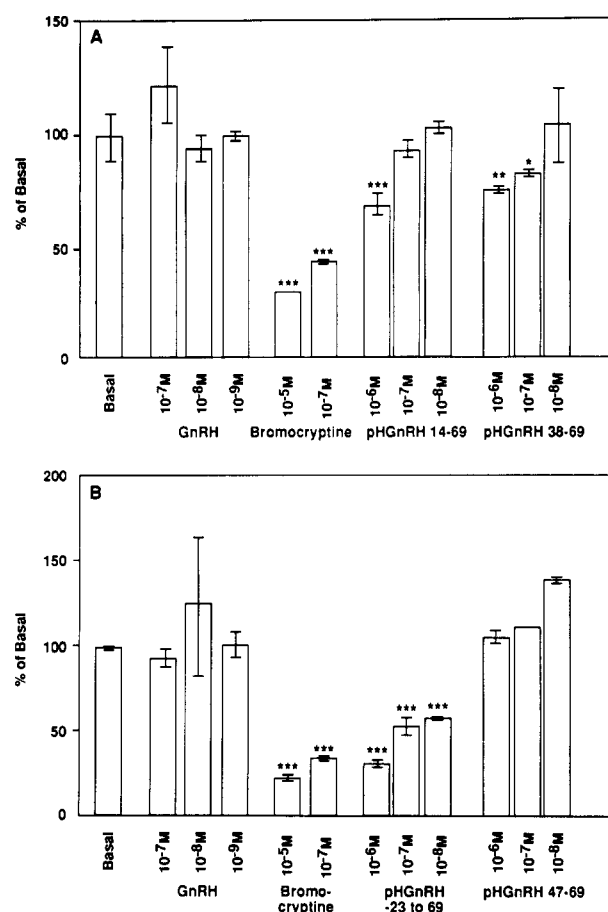 150
A
100
% of Basal
50
0
***
***
***
**
*
Basal
10⁻⁷M
10⁻⁸M
10⁻⁹M
10⁻⁵M
10⁻⁷M
10⁻⁶M
10⁻⁷M
10⁻⁸M
10⁻⁶M
10⁻⁷M
10⁻⁸M
GnRH
Bromocryptine
pHGnRH 14-69
pHGnRH 38-69
200
B
150
% of Basal
100
50
0
***
***
***
***
***
Basal
10⁻⁷M
10⁻⁸M
10⁻⁹M
10⁻⁵M
10⁻⁷M
10⁻⁶M
10⁻⁷M
10⁻⁸M
10⁻⁶M
10⁻⁷M
10⁻⁸M
GnRH
Bromo-
cryptine
pHGnRH
-23 to 69
pHGnRH 47-69